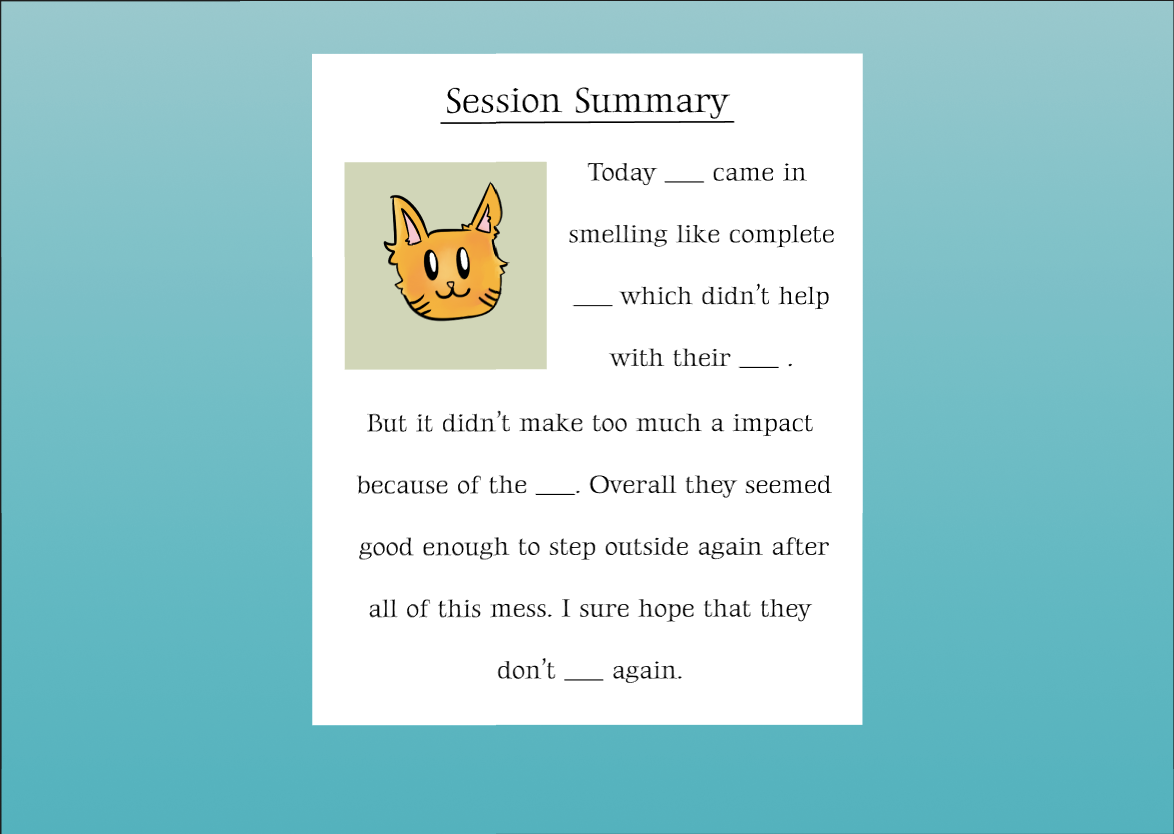 Session Summary
Today ___ came in
smelling like complete
___ which didn't help
with their ___ .
But it didn't make too much a impact
because of the ___. Overall they seemed
good enough to step outside again after
all of this mess. I sure hope that they
don't ___ again.